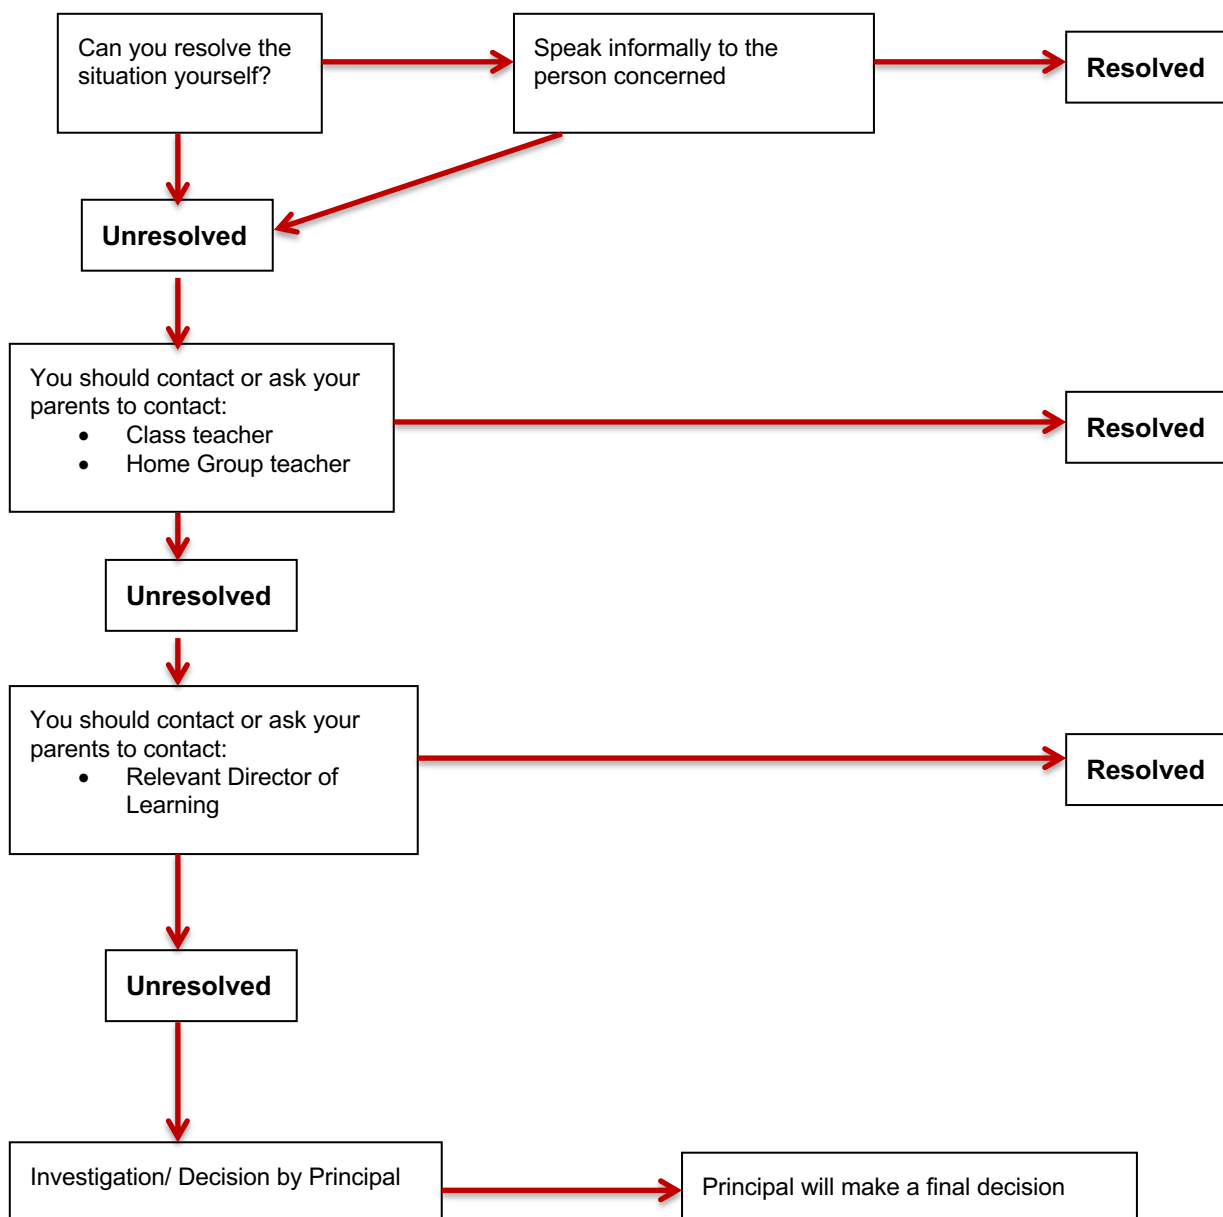 Can you resolve the
situation yourself?
Speak informally to the
person concerned
Resolved
Unresolved
You should contact or ask your
parents to contact:
• Class teacher
• Home Group teacher
Resolved
Unresolved
You should contact or ask your
parents to contact:
• Relevant Director of
Learning
Resolved
Unresolved
Investigation/ Decision by Principal
Principal will make a final decision